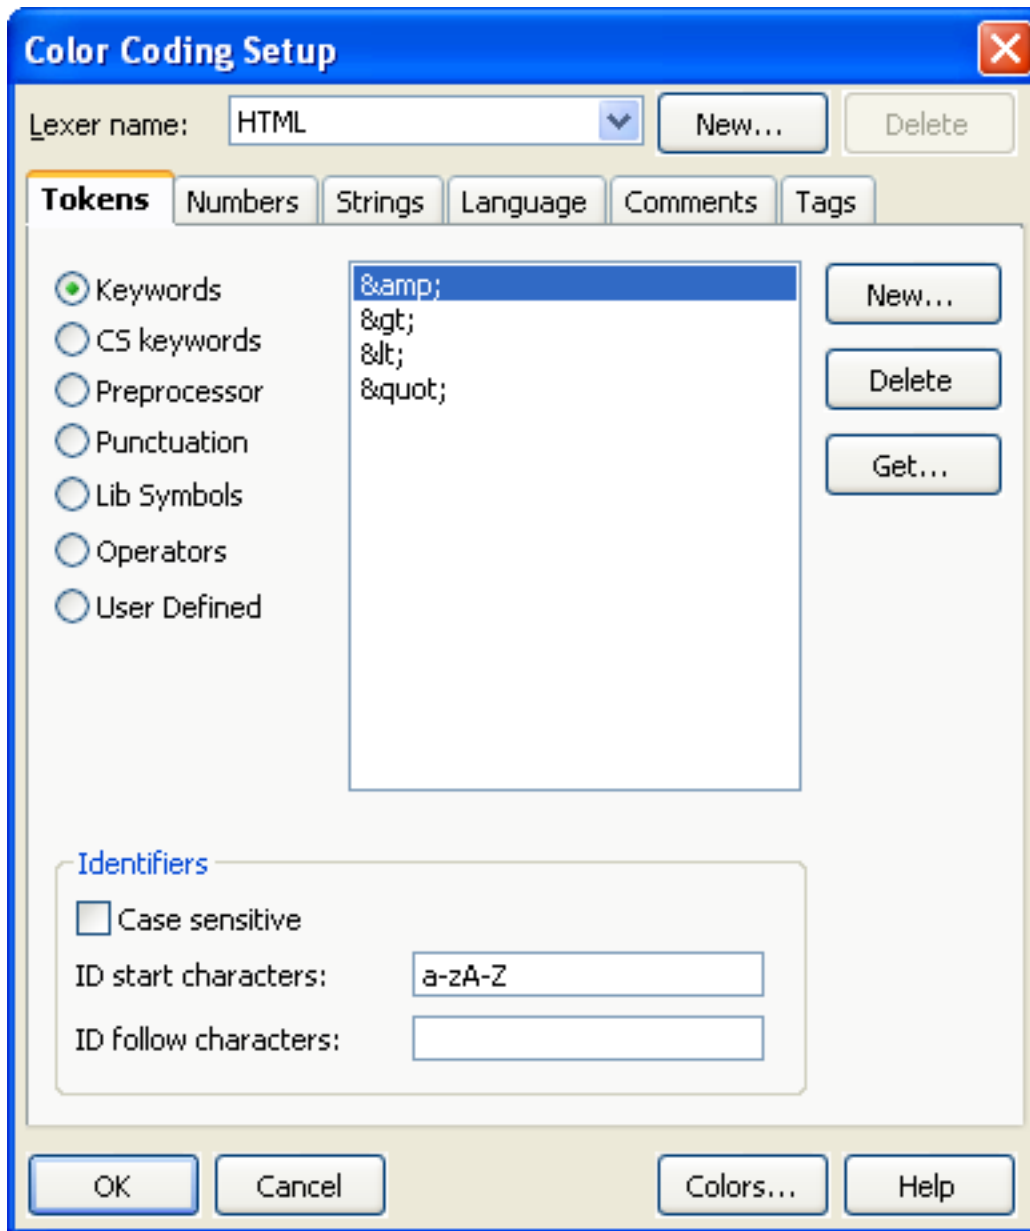 Color Coding Setup
Lexer name: HTML New... Delete
Tokens Numbers Strings Language Comments Tags
Keywords
CS keywords
Preprocessor
Punctuation
Lib Symbols
Operators
User Defined
&amp;
&gt;
&lt;
&quot;
New...
Delete
Get...
Identifiers
Case sensitive
ID start characters: a-zA-Z
ID follow characters:
OK Cancel Colors... Help